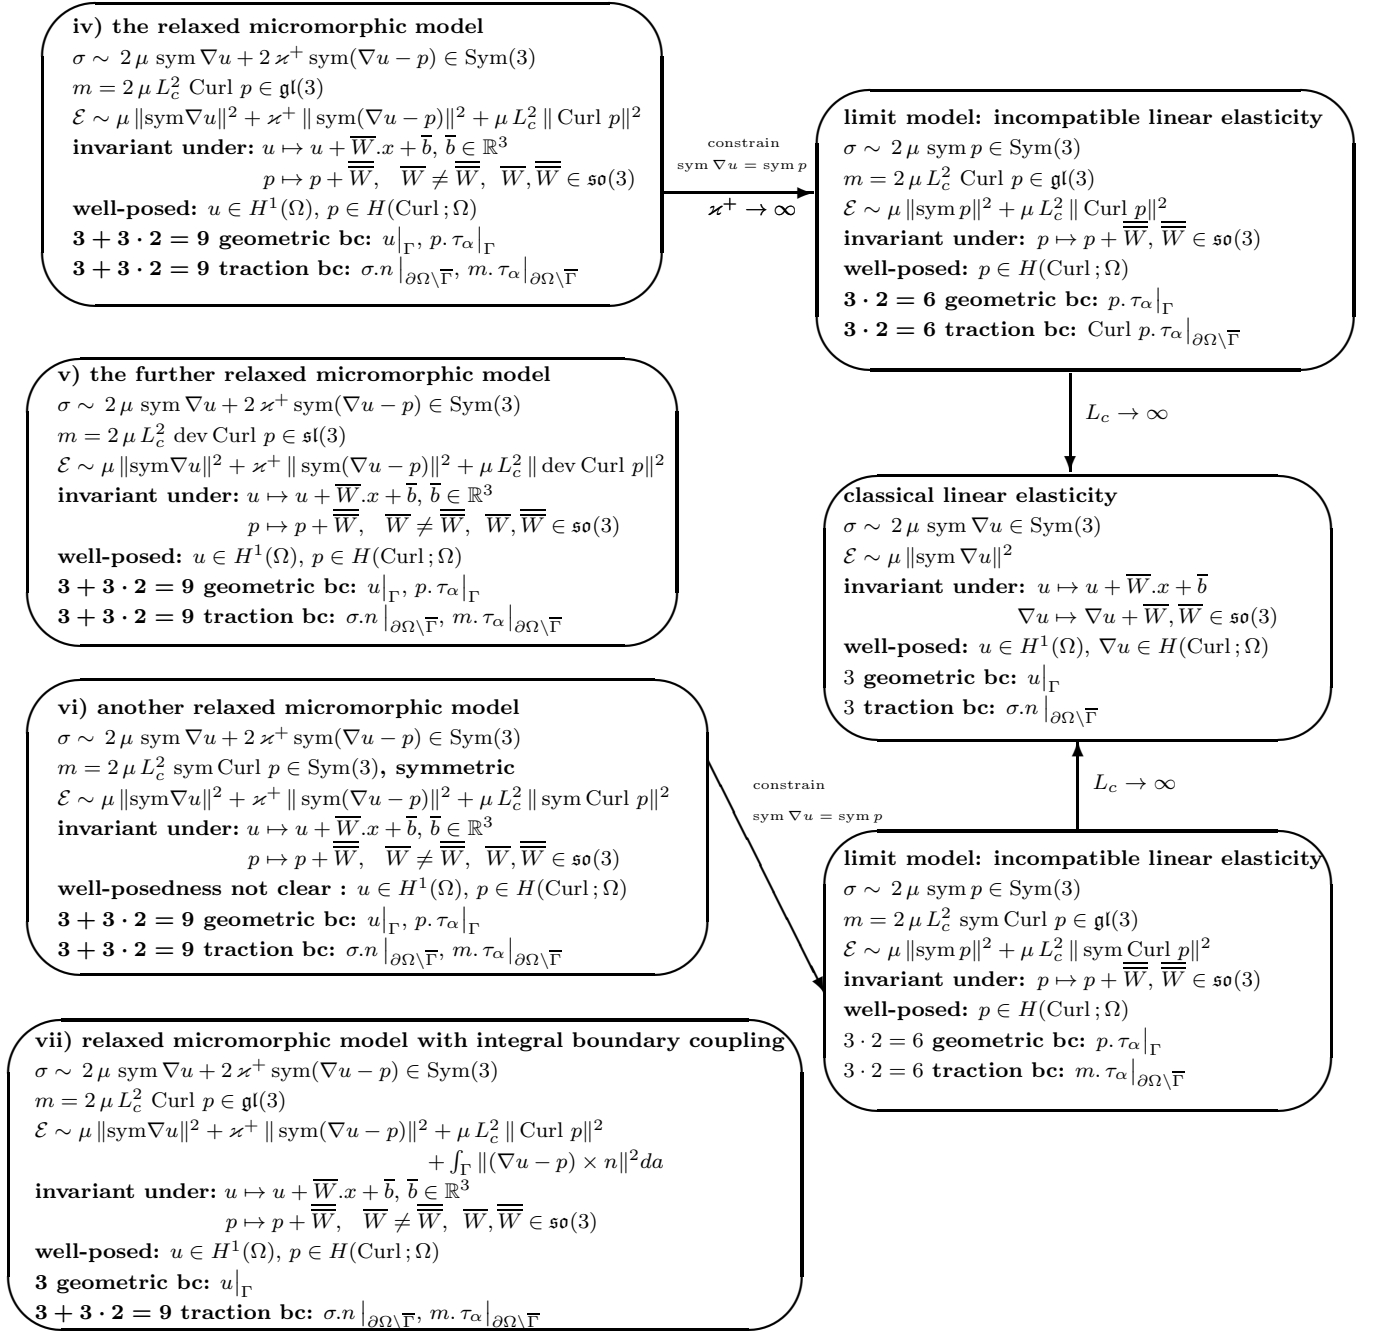 iv) the relaxed micromorphic model
σ ∼ 2 μ sym ∇u + 2 ϰ⁺ sym(∇u − p) ∈ Sym(3)
m = 2 μ L_c² Curl p ∈ 𝔤𝔩(3)
ℰ ∼ μ ‖sym∇u‖² + ϰ⁺ ‖ sym(∇u − p)‖² + μ L_c² ‖ Curl p‖²
invariant under: u ↦ u + W̅.x + b̅, b̅ ∈ ℝ³
p ↦ p + W̿, W̅ ≠ W̿, W̅, W̿ ∈ 𝔰𝔬(3)
well-posed: u ∈ H¹(Ω), p ∈ H(Curl ; Ω)
3 + 3 · 2 = 9 geometric bc: u|_Γ, p. τ_α|_Γ
3 + 3 · 2 = 9 traction bc: σ.n |_{∂Ω\Γ̅}, m. τ_α|_{∂Ω\Γ̅}
constrain
sym ∇u = sym p
ϰ⁺ → ∞
limit model: incompatible linear elasticity
σ ∼ 2 μ sym p ∈ Sym(3)
m = 2 μ L_c² Curl p ∈ 𝔤𝔩(3)
ℰ ∼ μ ‖sym p‖² + μ L_c² ‖ Curl p‖²
invariant under: p ↦ p + W̿, W̿ ∈ 𝔰𝔬(3)
well-posed: p ∈ H(Curl ; Ω)
3 · 2 = 6 geometric bc: p. τ_α|_Γ
3 · 2 = 6 traction bc: Curl p. τ_α|_{∂Ω\Γ̅}
L_c → ∞
v) the further relaxed micromorphic model
σ ∼ 2 μ sym ∇u + 2 ϰ⁺ sym(∇u − p) ∈ Sym(3)
m = 2 μ L_c² dev Curl p ∈ 𝔰𝔩(3)
ℰ ∼ μ ‖sym∇u‖² + ϰ⁺ ‖ sym(∇u − p)‖² + μ L_c² ‖ dev Curl p‖²
invariant under: u ↦ u + W̅.x + b̅, b̅ ∈ ℝ³
p ↦ p + W̿, W̅ ≠ W̿, W̅, W̿ ∈ 𝔰𝔬(3)
well-posed: u ∈ H¹(Ω), p ∈ H(Curl ; Ω)
3 + 3 · 2 = 9 geometric bc: u|_Γ, p. τ_α|_Γ
3 + 3 · 2 = 9 traction bc: σ.n |_{∂Ω\Γ̅}, m. τ_α|_{∂Ω\Γ̅}
classical linear elasticity
σ ∼ 2 μ sym ∇u ∈ Sym(3)
ℰ ∼ μ ‖sym ∇u‖²
invariant under: u ↦ u + W̅.x + b̅
∇u ↦ ∇u + W̅, W̅ ∈ 𝔰𝔬(3)
well-posed: u ∈ H¹(Ω), ∇u ∈ H(Curl ; Ω)
3 geometric bc: u|_Γ
3 traction bc: σ.n |_{∂Ω\Γ̅}
vi) another relaxed micromorphic model
σ ∼ 2 μ sym ∇u + 2 ϰ⁺ sym(∇u − p) ∈ Sym(3)
m = 2 μ L_c² sym Curl p ∈ Sym(3), symmetric
ℰ ∼ μ ‖sym∇u‖² + ϰ⁺ ‖ sym(∇u − p)‖² + μ L_c² ‖ sym Curl p‖²
invariant under: u ↦ u + W̅.x + b̅, b̅ ∈ ℝ³
p ↦ p + W̿, W̅ ≠ W̿, W̅, W̿ ∈ 𝔰𝔬(3)
well-posedness not clear : u ∈ H¹(Ω), p ∈ H(Curl ; Ω)
3 + 3 · 2 = 9 geometric bc: u|_Γ, p. τ_α|_Γ
3 + 3 · 2 = 9 traction bc: σ.n |_{∂Ω\Γ̅}, m. τ_α|_{∂Ω\Γ̅}
constrain
sym ∇u = sym p
L_c → ∞
limit model: incompatible linear elasticity
σ ∼ 2 μ sym p ∈ Sym(3)
m = 2 μ L_c² sym Curl p ∈ 𝔤𝔩(3)
ℰ ∼ μ ‖sym p‖² + μ L_c² ‖ sym Curl p‖²
invariant under: p ↦ p + W̿, W̿ ∈ 𝔰𝔬(3)
well-posed: p ∈ H(Curl ; Ω)
3 · 2 = 6 geometric bc: p. τ_α|_Γ
3 · 2 = 6 traction bc: m. τ_α|_{∂Ω\Γ̅}
vii) relaxed micromorphic model with integral boundary coupling
σ ∼ 2 μ sym ∇u + 2 ϰ⁺ sym(∇u − p) ∈ Sym(3)
m = 2 μ L_c² Curl p ∈ 𝔤𝔩(3)
ℰ ∼ μ ‖sym∇u‖² + ϰ⁺ ‖ sym(∇u − p)‖² + μ L_c² ‖ Curl p‖²
+ ∫_Γ ‖(∇u − p) × n‖² da
invariant under: u ↦ u + W̅.x + b̅, b̅ ∈ ℝ³
p ↦ p + W̿, W̅ ≠ W̿, W̅, W̿ ∈ 𝔰𝔬(3)
well-posed: u ∈ H¹(Ω), p ∈ H(Curl ; Ω)
3 geometric bc: u|_Γ
3 + 3 · 2 = 9 traction bc: σ.n |_{∂Ω\Γ̅}, m. τ_α|_{∂Ω\Γ̅}